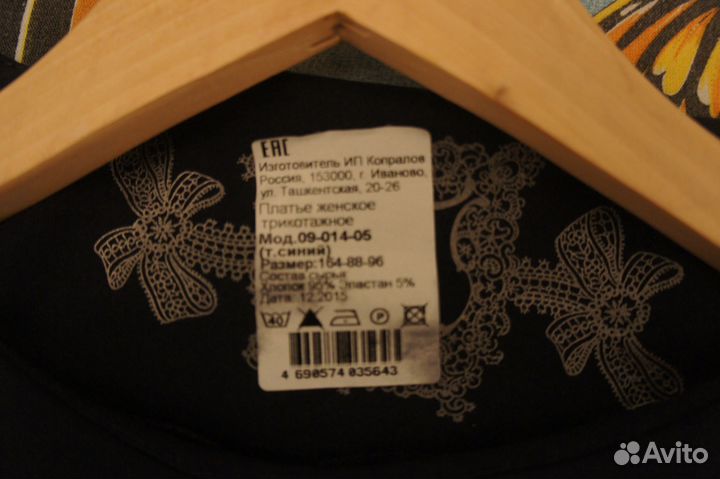 EAC
Изготовитель ИП Копралов
Россия, 153000, г. Иваново,
ул. Ташкентская, 20-26
Платье женское
трикотажное
Мод.09-014-05
(т.синий)
Размер:164-88-96
Состав сырья
Хлопок 95% Эластан 5%
Дата: 12.2015
40 P
4 690574 035643
Avito